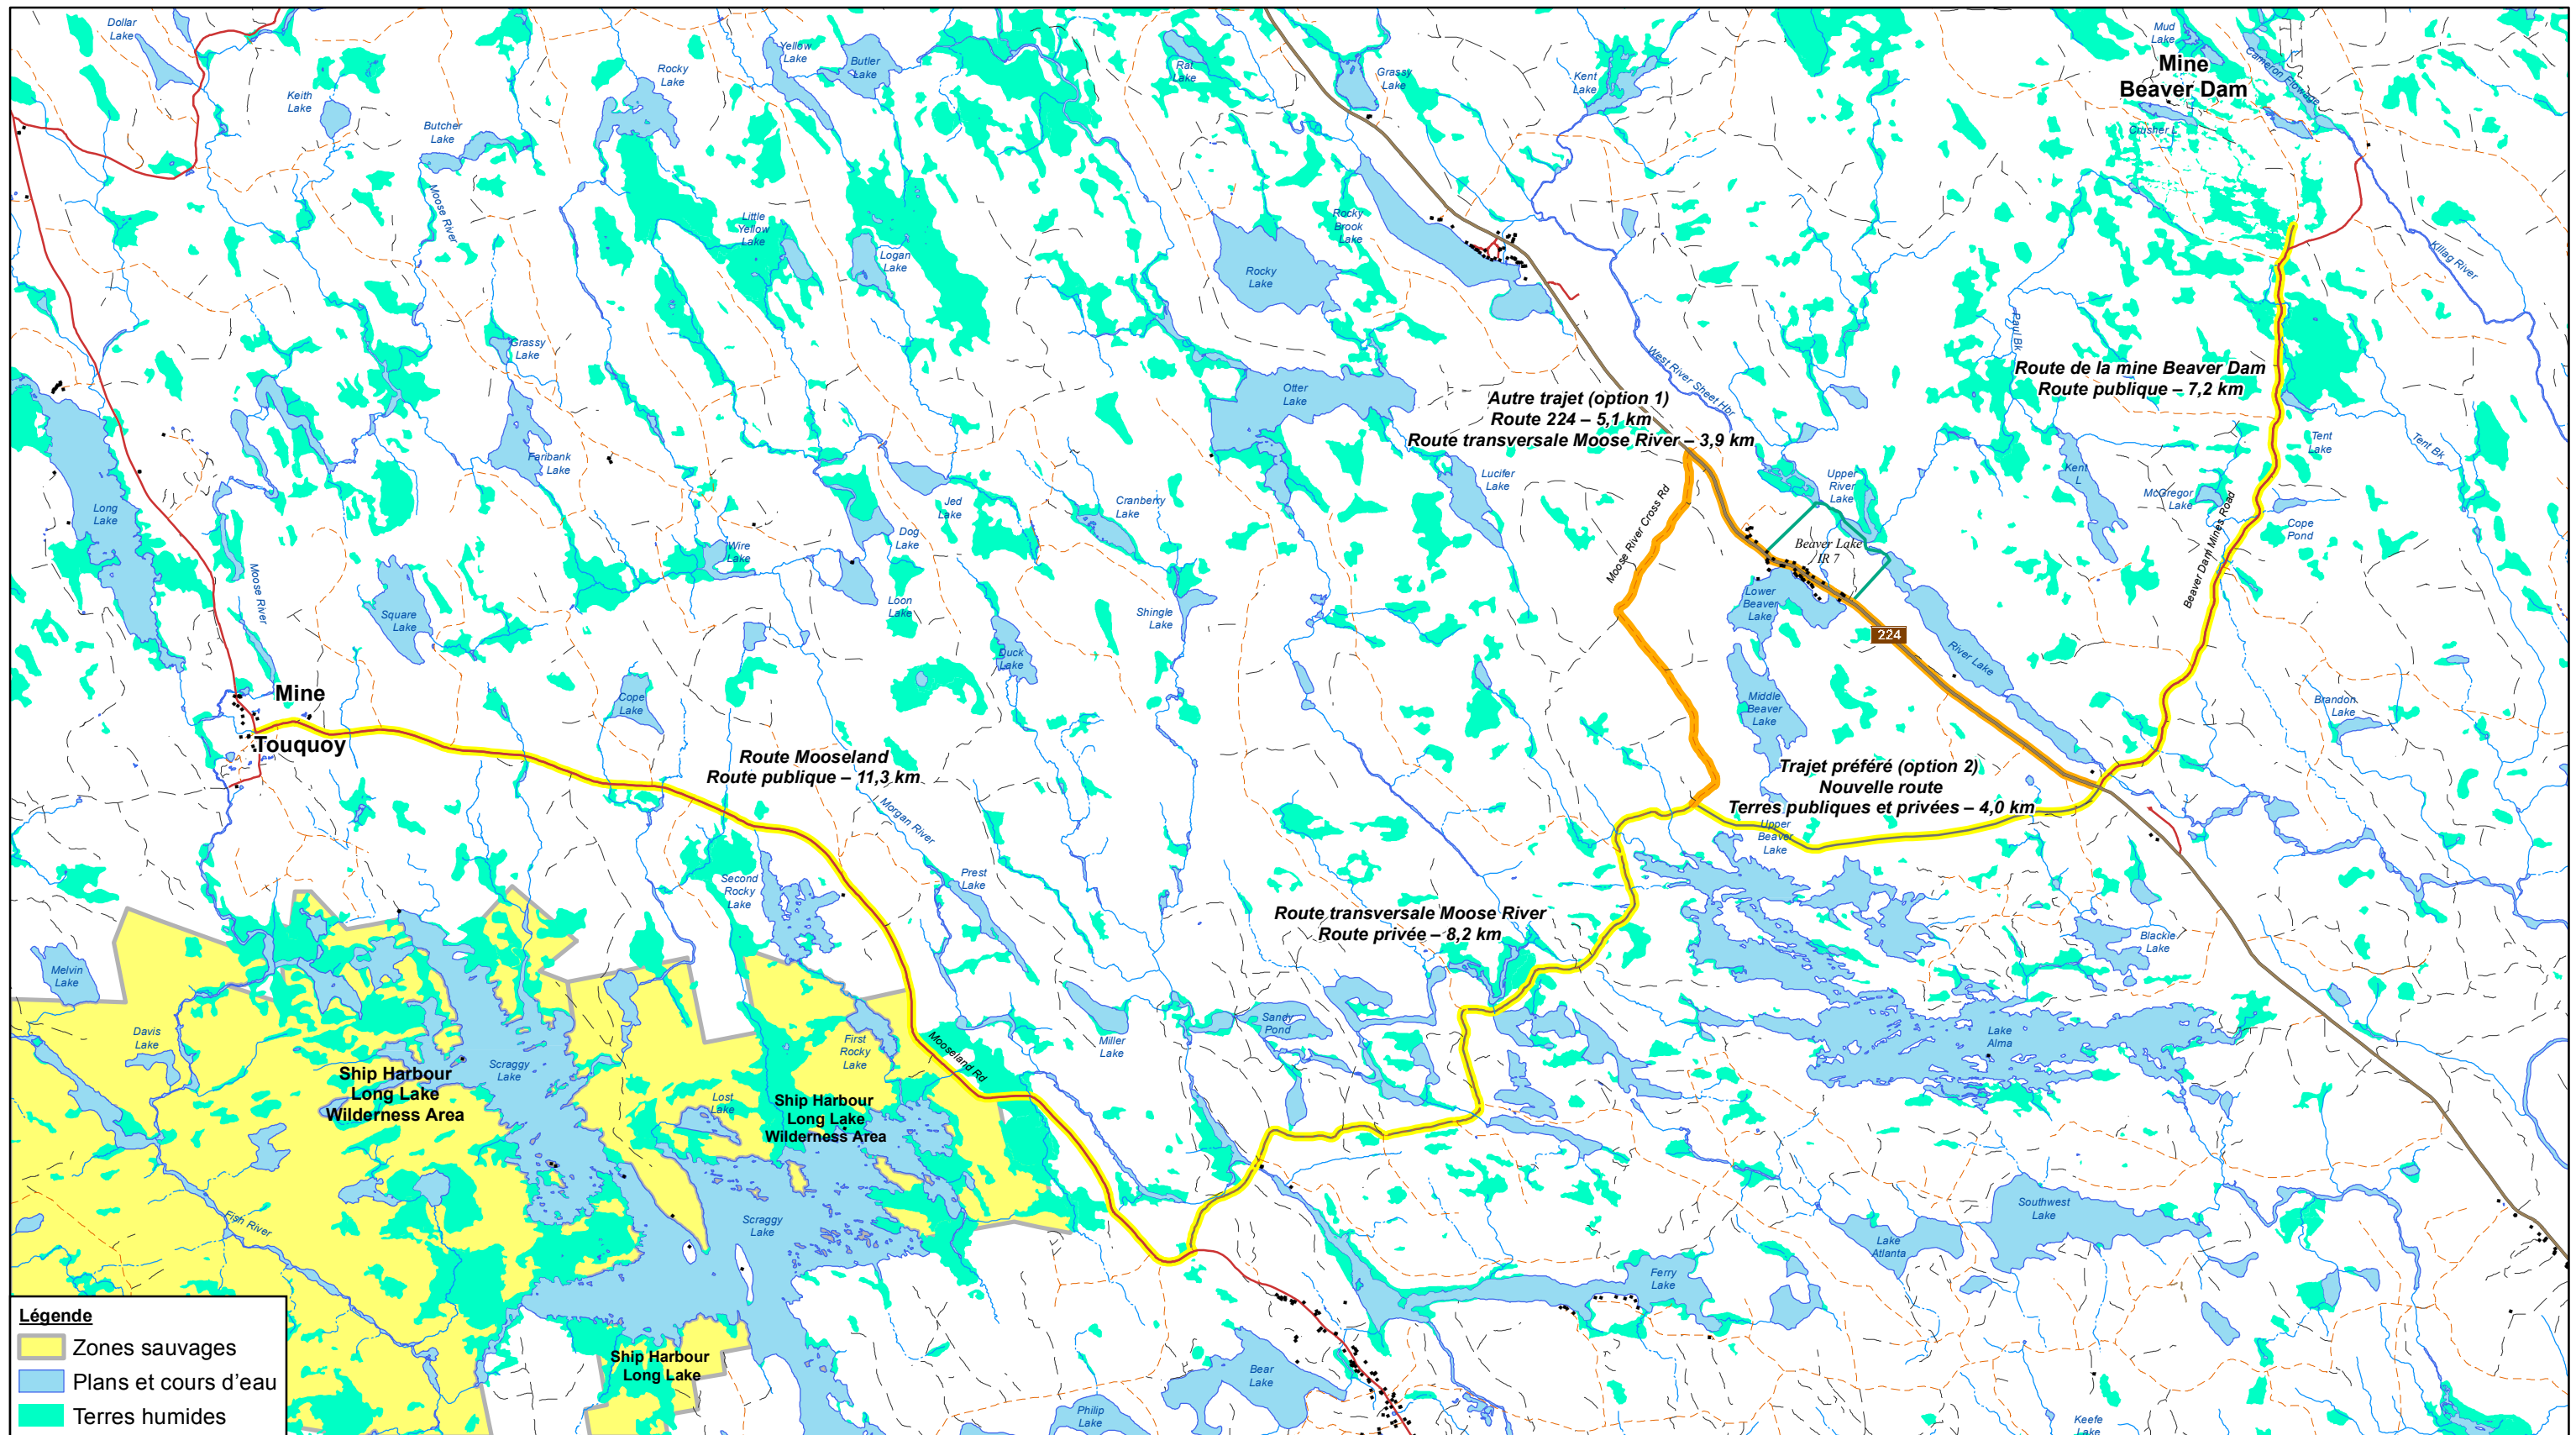 Dollar
Lake
Keith
Lake
Butcher
Lake
Moose River
Rocky
Lake
Yellow
Lake
Butler
Lake
Rat
Lake
Grassy
Lake
Kent
Lake
Mud
Lake
Cameron Flowage
Mine
Beaver Dam
Crusher L
Killag River
Little
Yellow
Lake
Logan
Lake
Rocky
Brook
Lake
Rocky
Lake
Grassy
Lake
Otter
Lake
West River Sheet Hbr
Paul Bk
Route de la mine Beaver Dam
Route publique – 7,2 km
Autre trajet (option 1)
Route 224 – 5,1 km
Route transversale Moose River – 3,9 km
Tent
Lake
Tent Bk
Fanbank
Lake
Long
Lake
Jed
Lake
Dog
Lake
Cranberry
Lake
Lucifer
Lake
Upper
River
Lake
Kent
L
McGregor
Lake
Cope
Pond
Moose River Cross Rd
Beaver Dam Mines Road
Beaver Lake
IR 7
Wire
Lake
Moose River
Square
Lake
Loon
Lake
Shingle
Lake
Lower
Beaver
Lake
224
River Lake
Duck
Lake
Mine
Touquoy
Cope
Lake
Middle
Beaver
Lake
Brandon
Lake
Route Mooseland
Route publique – 11,3 km
Trajet préféré (option 2)
Nouvelle route
Terres publiques et privées – 4,0 km
Morgan River
Upper
Beaver
Lake
Second
Rocky
Lake
Prest
Lake
Route transversale Moose River
Route privée – 8,2 km
Blackie
Lake
Melvin
Lake
Davis
Lake
Sandy
Pond
Miller
Lake
Lake
Alma
First
Rocky
Lake
Mooseland Rd
Scraggy
Lake
Ship Harbour
Long Lake
Wilderness Area
Lost
Lake
Ship Harbour
Long Lake
Wilderness Area
Fish River
Scraggy
Lake
Southwest
Lake
Lake
Atlanta
Ferry
Lake
Ship Harbour
Long Lake
Bear
Lake
Philip
Lake
Keefe
Lake
Légende
Zones sauvages
Plans et cours d'eau
Terres humides